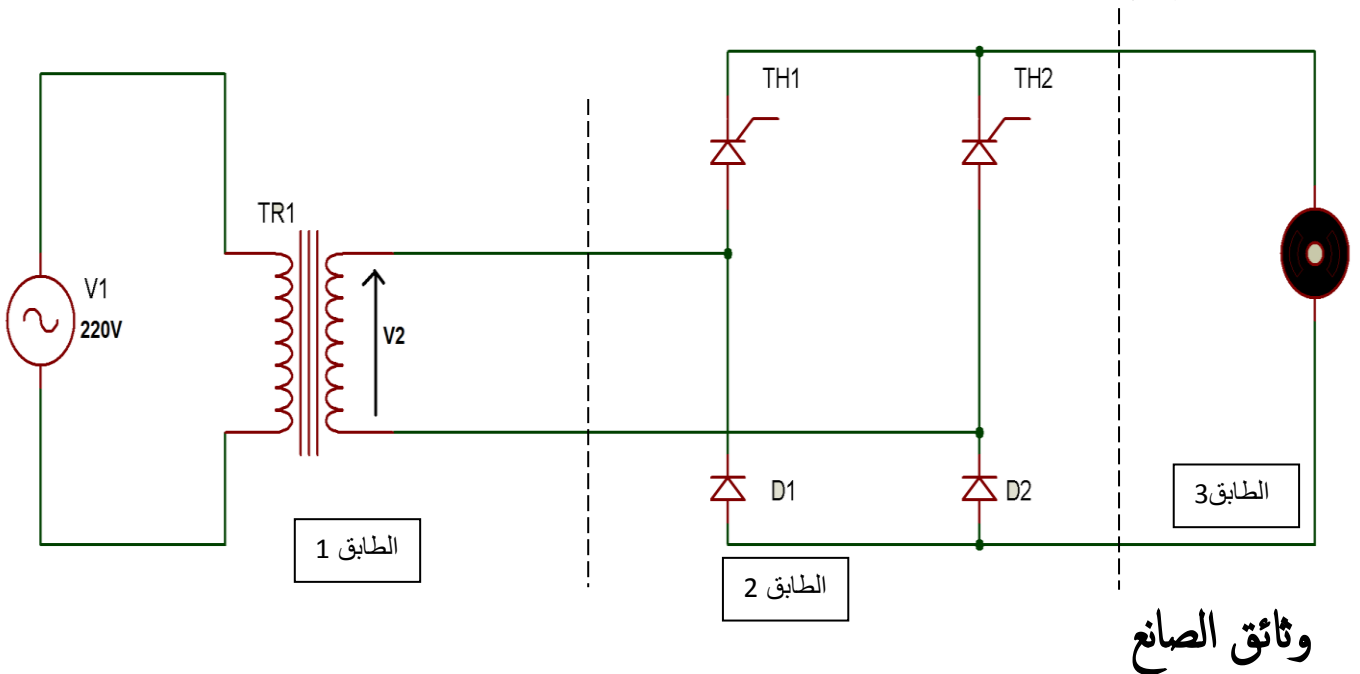 TH1
TH2
TR1
V1
220V
V2
D1
D2
الطابق 1
الطابق 2
الطابق3
وثائق الصانع